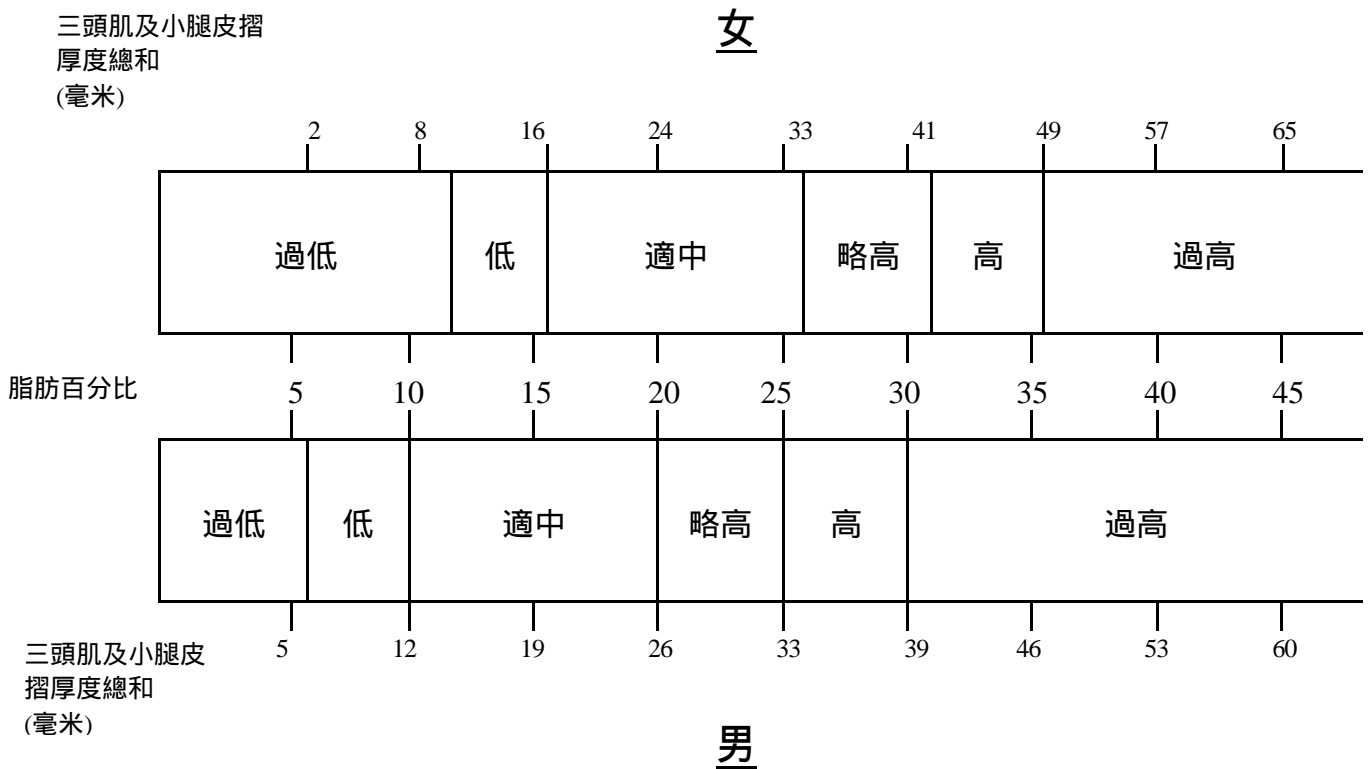 三頭肌及小腿皮摺
厚度總和
(毫米)
女
2 8 16 24 33 41 49 57 65
過低 低 適中 略高 高 過高
脂肪百分比 5 10 15 20 25 30 35 40 45
過低 低 適中 略高 高 過高
5 12 19 26 33 39 46 53 60
三頭肌及小腿皮
摺厚度總和
(毫米)
男